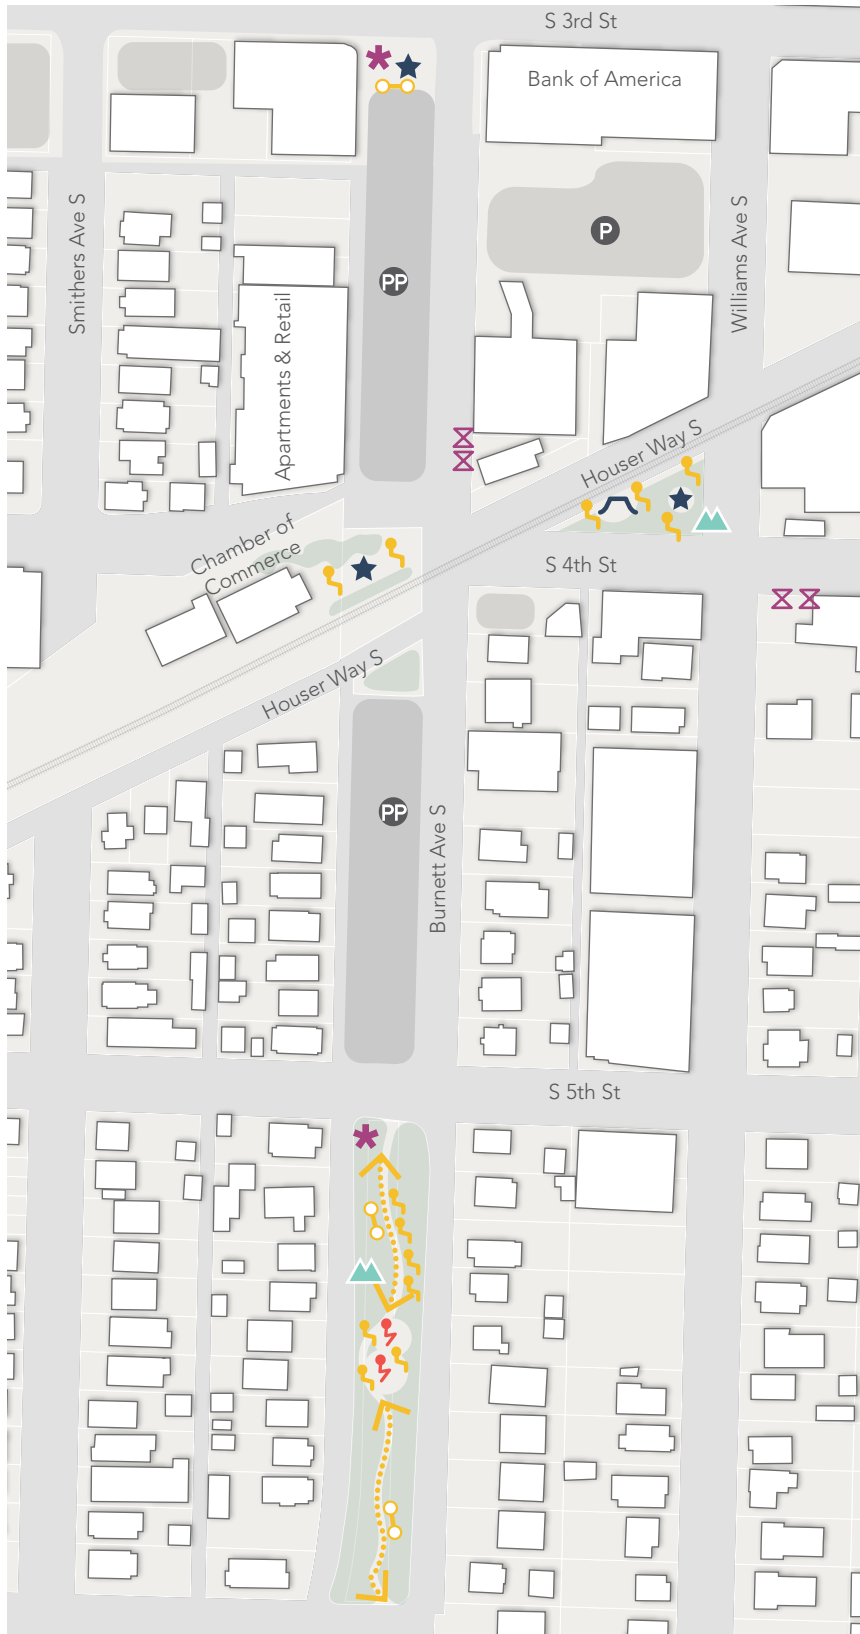 S 3rd St
Bank of America
Smithers Ave S
Williams Ave S
P
PP
Apartments & Retail
Houser Way S
Chamber of
Commerce
S 4th St
Houser Way S
PP
Burnett Ave S
S 5th St